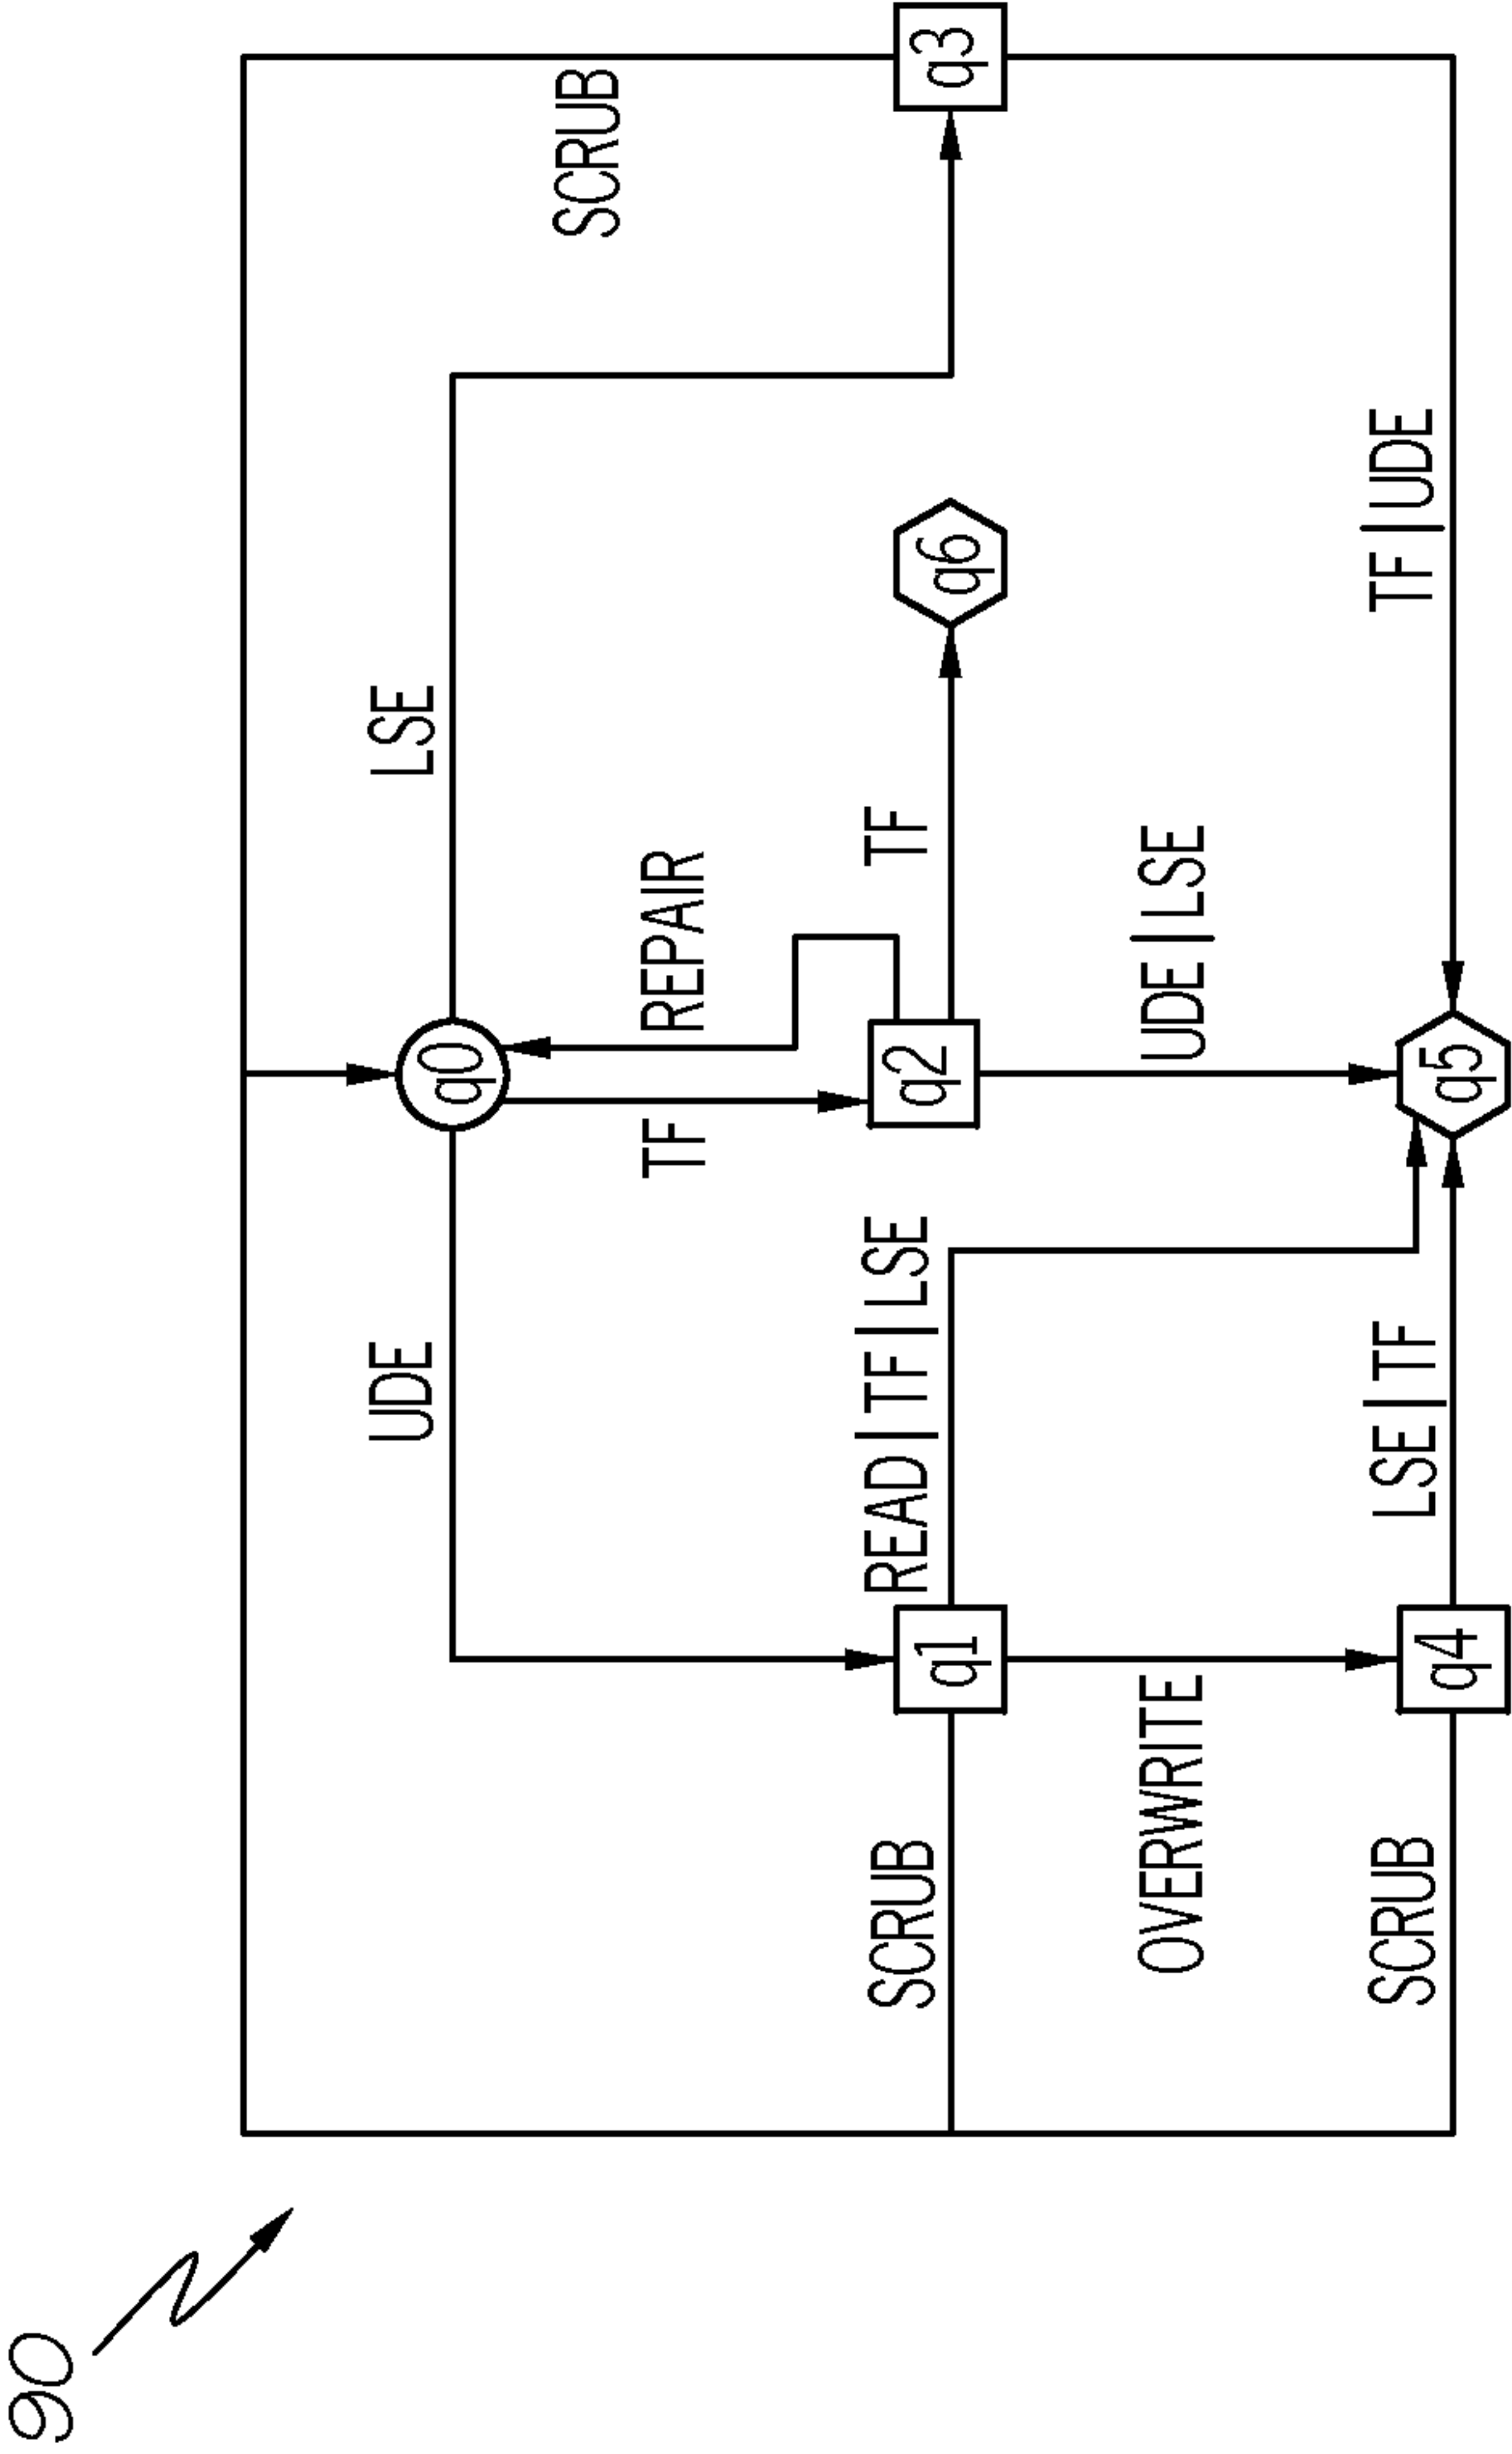 90
UDE
q0
LSE
SCRUB
TF
REPAIR
SCRUB
q1
READ|TF|LSE
q2
TF
q6
q3
OVERWRITE
UDE|LSE
SCRUB
q4
LSE|TF
q5
TF|UDE